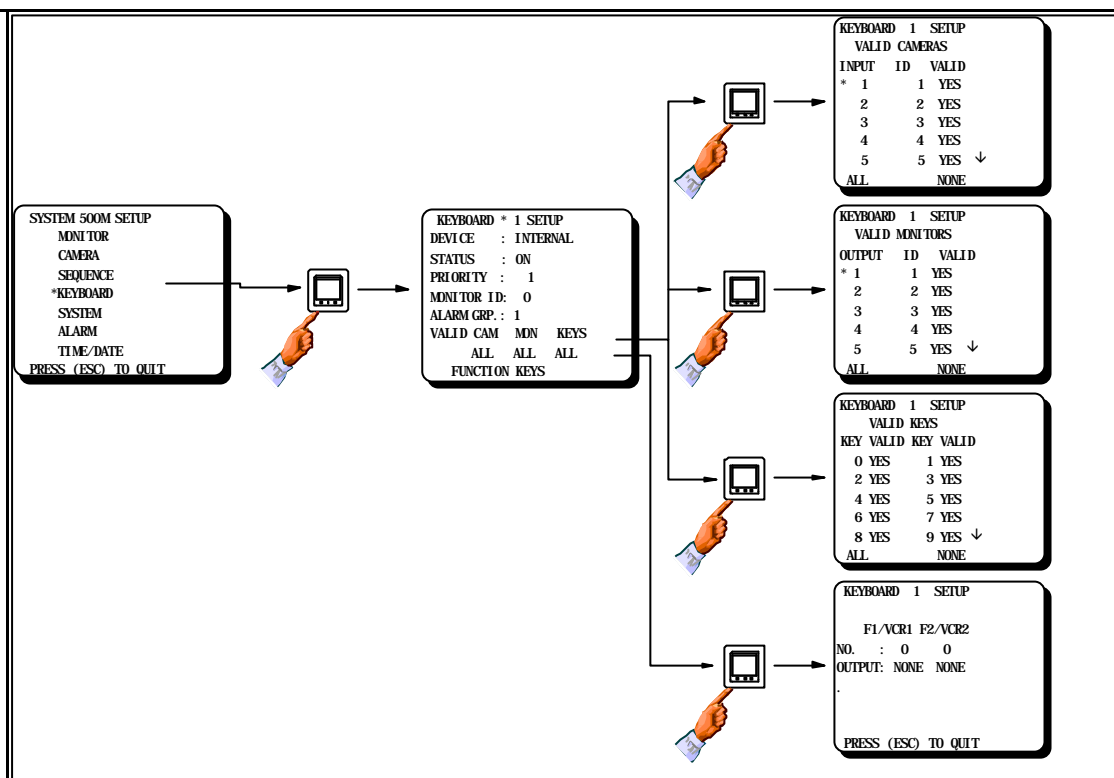 SYSTEM 500M SETUP
MONITOR
CAMERA
SEQUENCE
*KEYBOARD
SYSTEM
ALARM
TIME/DATE
PRESS (ESC) TO QUIT
KEYBOARD * 1 SETUP
DEVICE : INTERNAL
STATUS : ON
PRIORITY : 1
MONITOR ID: 0
ALARM GRP.: 1
VALID CAM MON KEYS
ALL ALL ALL
FUNCTION KEYS
KEYBOARD 1 SETUP
VALID CAMERAS
INPUT ID VALID
* 1 1 YES
2 2 YES
3 3 YES
4 4 YES
5 5 YES ↓
ALL NONE
KEYBOARD 1 SETUP
VALID MONITORS
OUTPUT ID VALID
* 1 1 YES
2 2 YES
3 3 YES
4 4 YES
5 5 YES ↓
ALL NONE
KEYBOARD 1 SETUP
VALID KEYS
KEY VALID KEY VALID
0 YES 1 YES
2 YES 3 YES
4 YES 5 YES
6 YES 7 YES
8 YES 9 YES ↓
ALL NONE
KEYBOARD 1 SETUP
F1/VCR1 F2/VCR2
NO. : 0 0
OUTPUT: NONE NONE
.
PRESS (ESC) TO QUIT